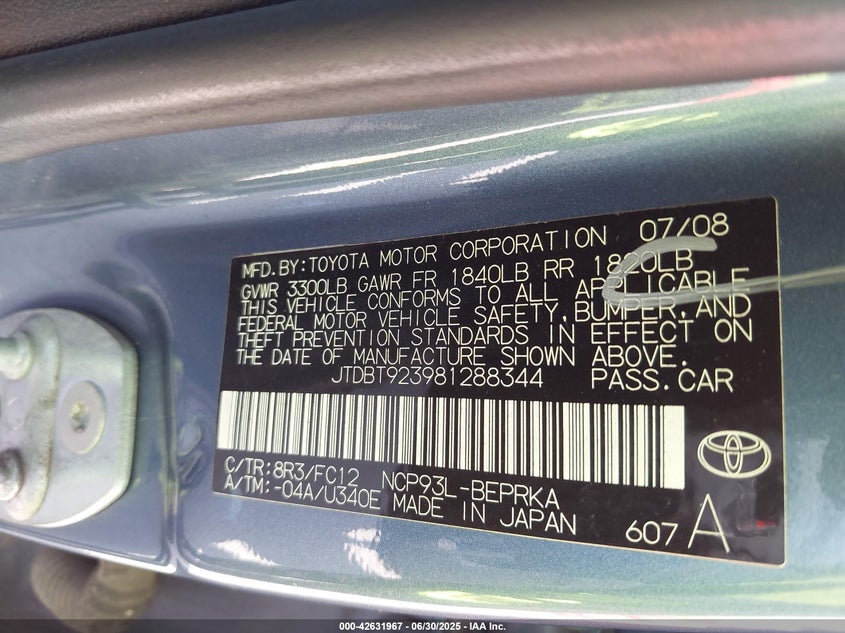 MFD. BY: TOYOTA MOTOR CORPORATION 07/08
GVWR 3300LB GAWR FR 1840LB RR 1820LB
THIS VEHICLE CONFORMS TO ALL APPLICABLE
FEDERAL MOTOR VEHICLE SAFETY, BUMPER, AND
THEFT PREVENTION STANDARDS IN EFFECT ON
THE DATE OF MANUFACTURE SHOWN ABOVE.
JTDBT923981288344 PASS. CAR
C/TR: 8R3/FC12 NCP93L-BEPRKA
A/TM: -04A/U340E MADE IN JAPAN
607 A
000-42631967 - 06/30/2025 - IAA Inc.